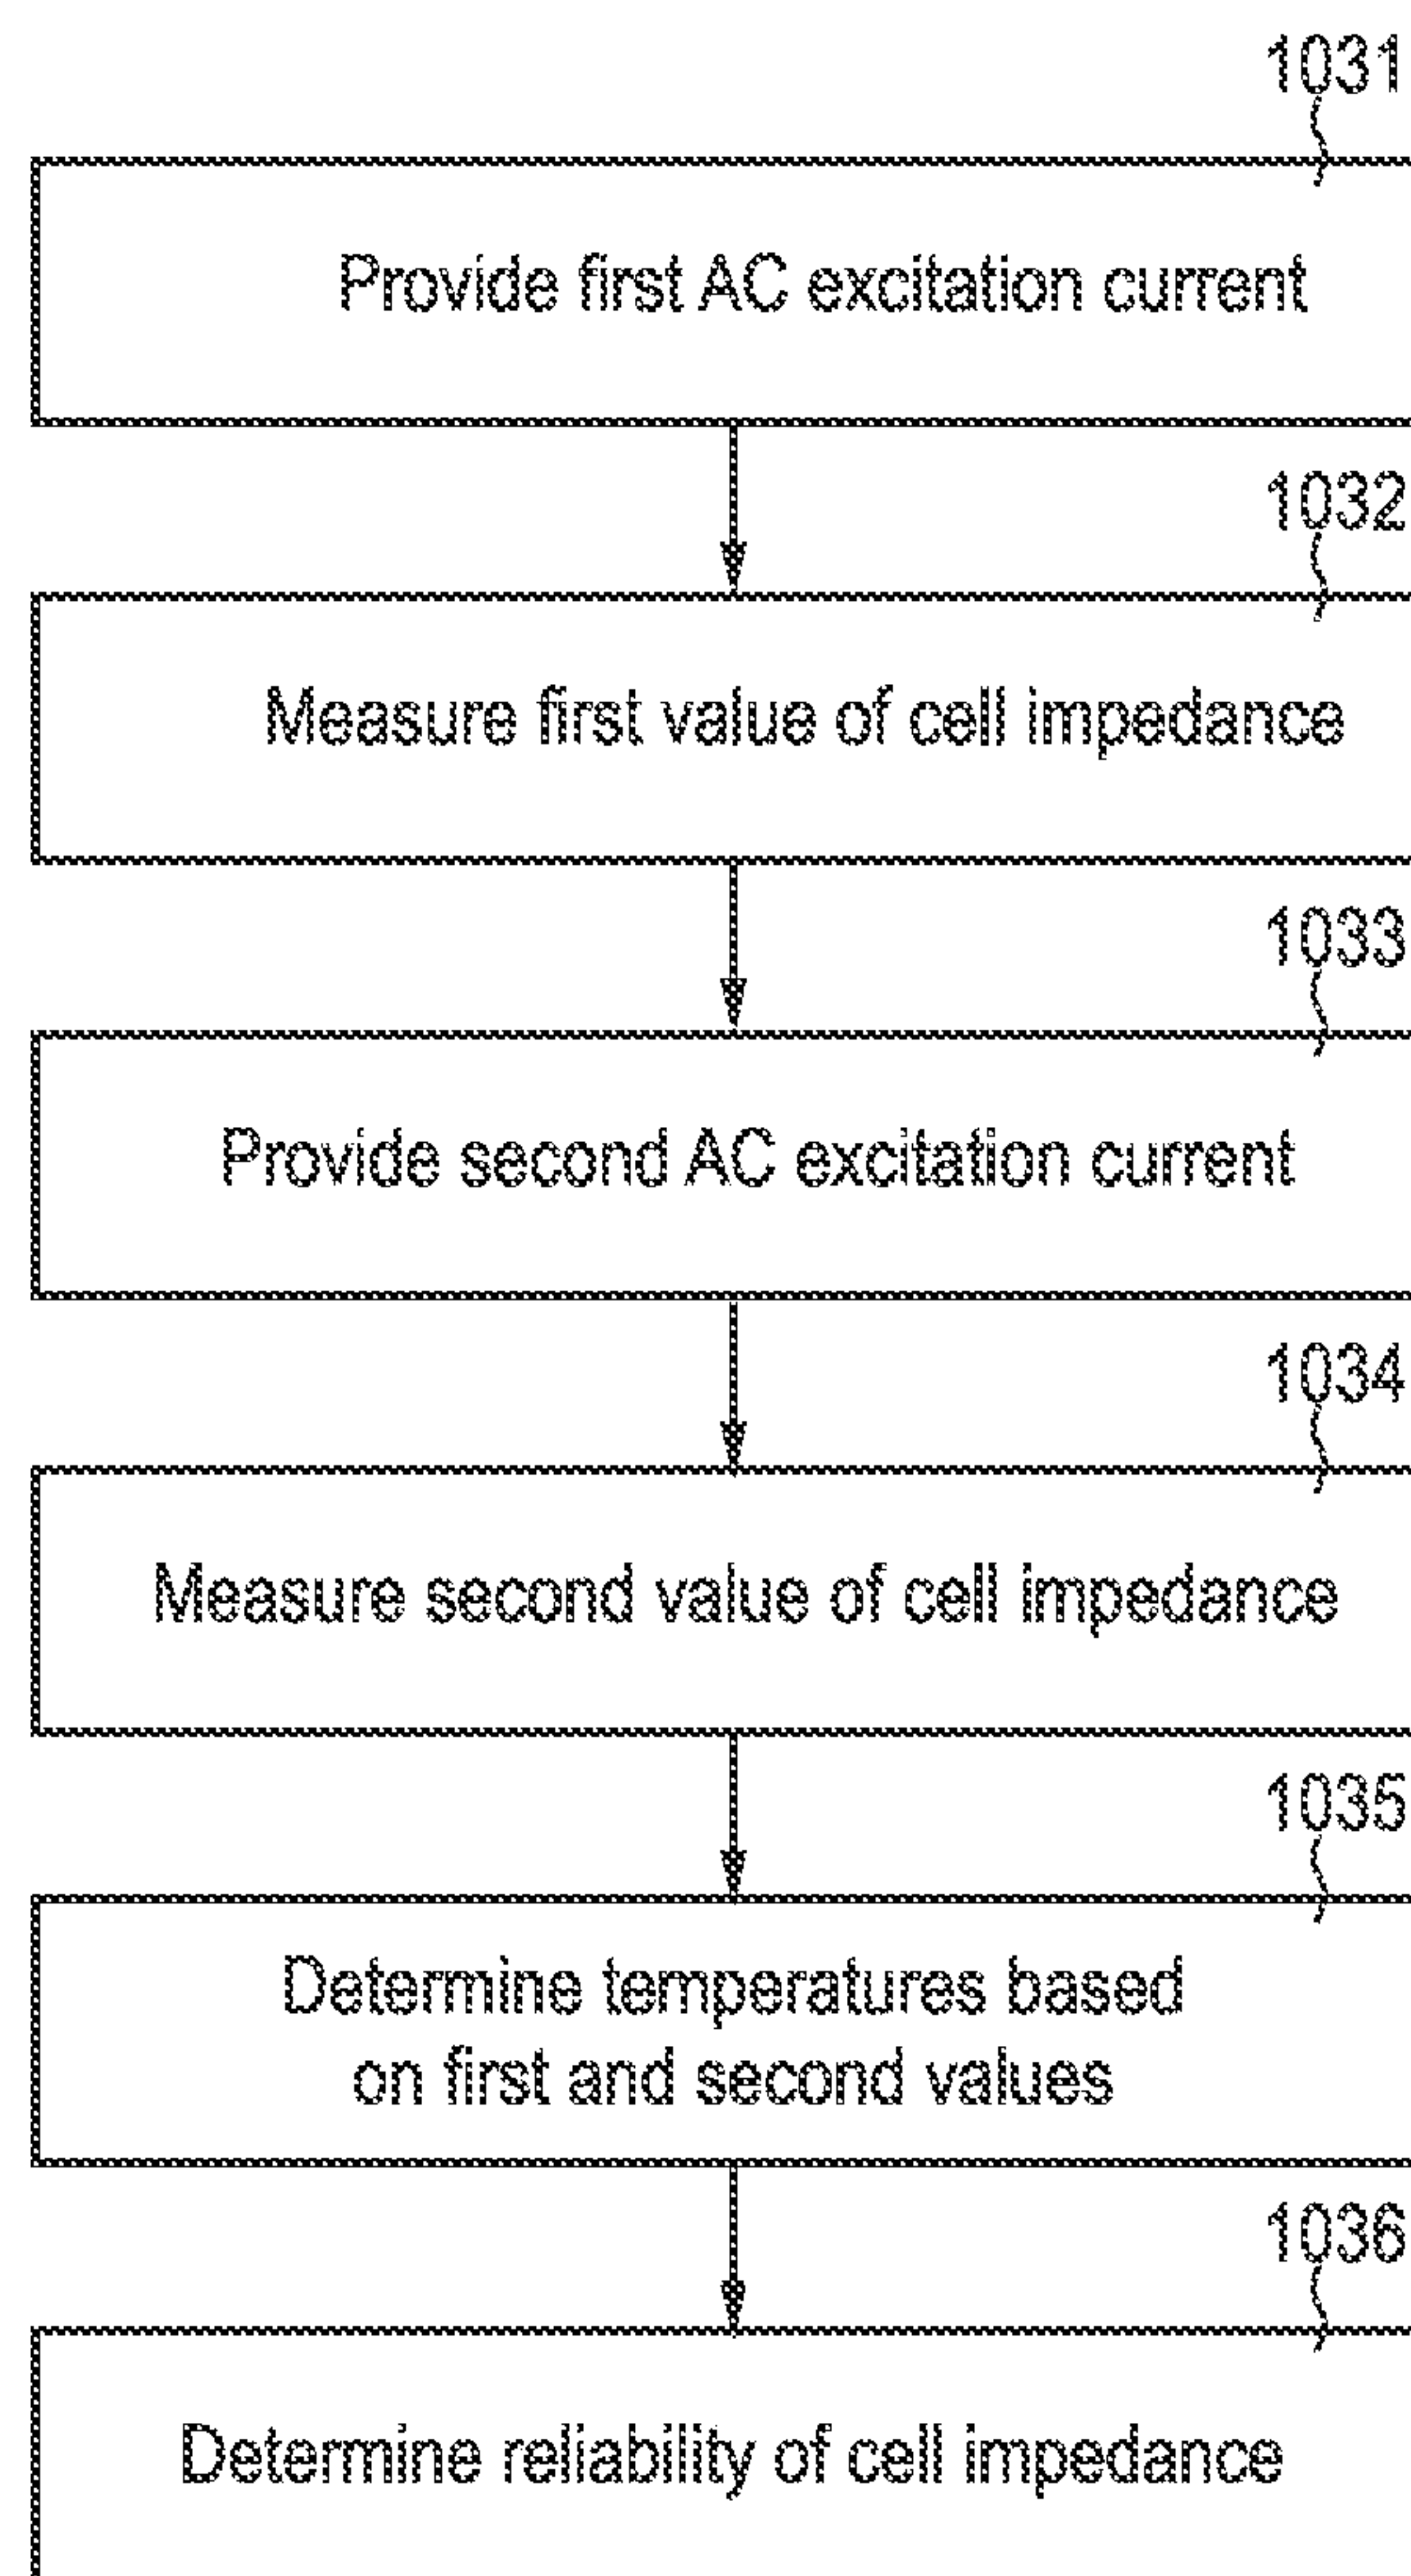 1031
Provide first AC excitation current
1032
Measure first value of cell impedance
1033
Provide second AC excitation current
1034
Measure second value of cell impedance
1035
Determine temperatures based
on first and second values
1036
Determine reliability of cell impedance